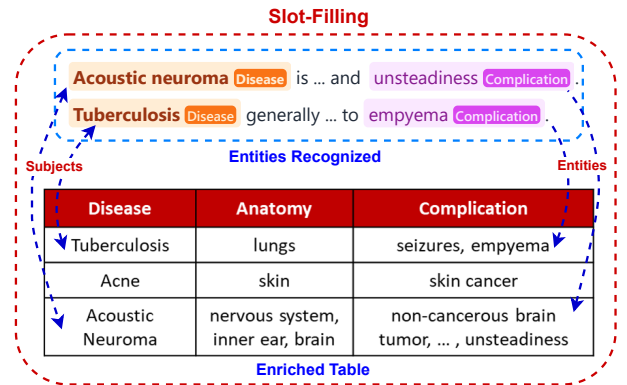 Slot-Filling
Acoustic neuroma Disease is ... and unsteadiness Complication .
Tuberculosis Disease generally ... to empyema Complication .
Entities Recognized
Subjects
Entities
Disease Anatomy Complication
Tuberculosis lungs seizures, empyema
Acne skin skin cancer
Acoustic nervous system, non-cancerous brain
Neuroma inner ear, brain tumor, ... , unsteadiness
Enriched Table